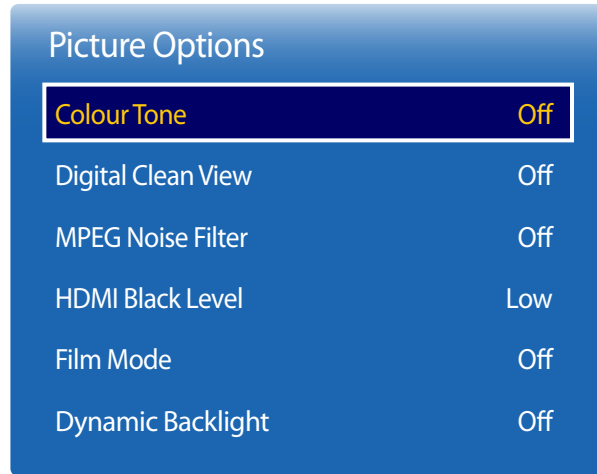 Picture Options
Colour Tone Off
Digital Clean View Off
MPEG Noise Filter Off
HDMI Black Level Low
Film Mode Off
Dynamic Backlight Off